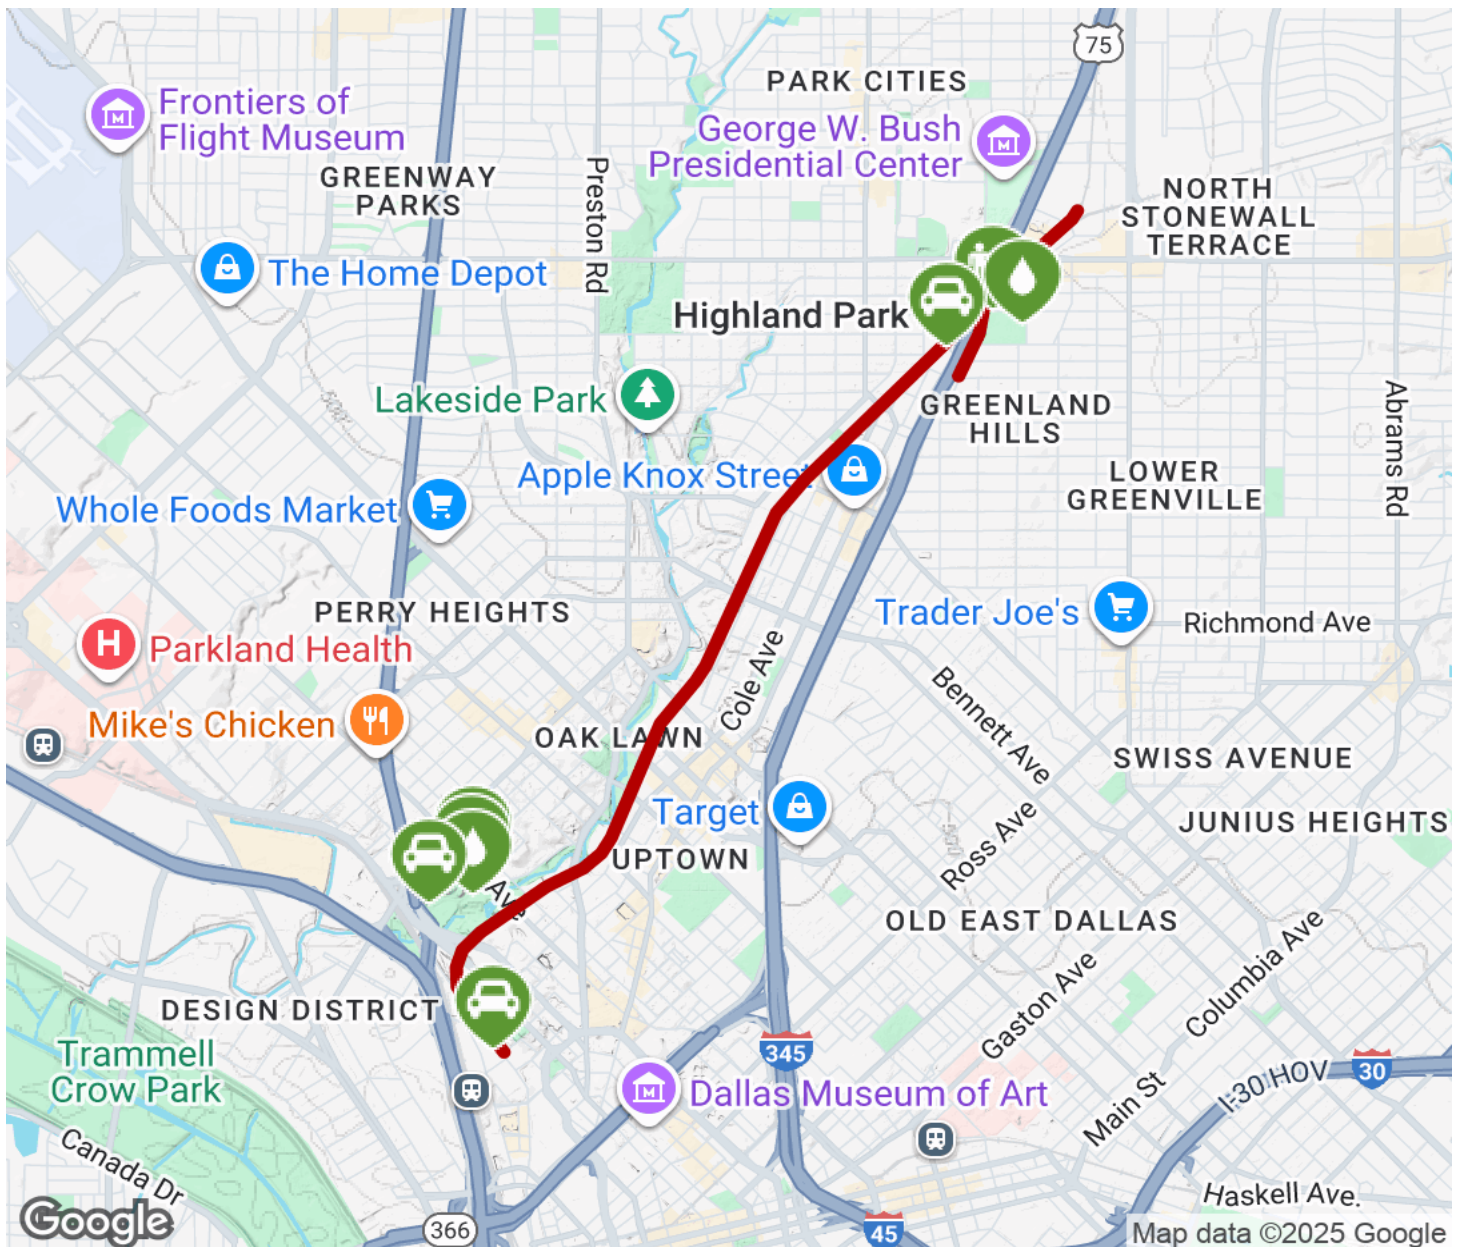 75
PARK CITIES
Frontiers of
Flight Museum
George W. Bush
Presidential Center
GREENWAY
PARKS
Preston Rd
NORTH
STONEWALL
TERRACE
The Home Depot
Highland Park
Lakeside Park
GREENLAND
HILLS
Abrams Rd
Apple Knox Street
LOWER
GREENVILLE
Whole Foods Market
PERRY HEIGHTS
Trader Joe's
Richmond Ave
H
Parkland Health
Cole Ave
Bennett Ave
Mike's Chicken
OAK LAWN
SWISS AVENUE
Target
Ross Ave
JUNIUS HEIGHTS
UPTOWN
Ave
OLD EAST DALLAS
Columbia Ave
Gaston Ave
DESIGN DISTRICT
Trammell
Crow Park
345
Dallas Museum of Art
Main St
I-30 HOV
30
Canada Dr
Haskell Ave.
Google
366
45
Map data ©2025 Google